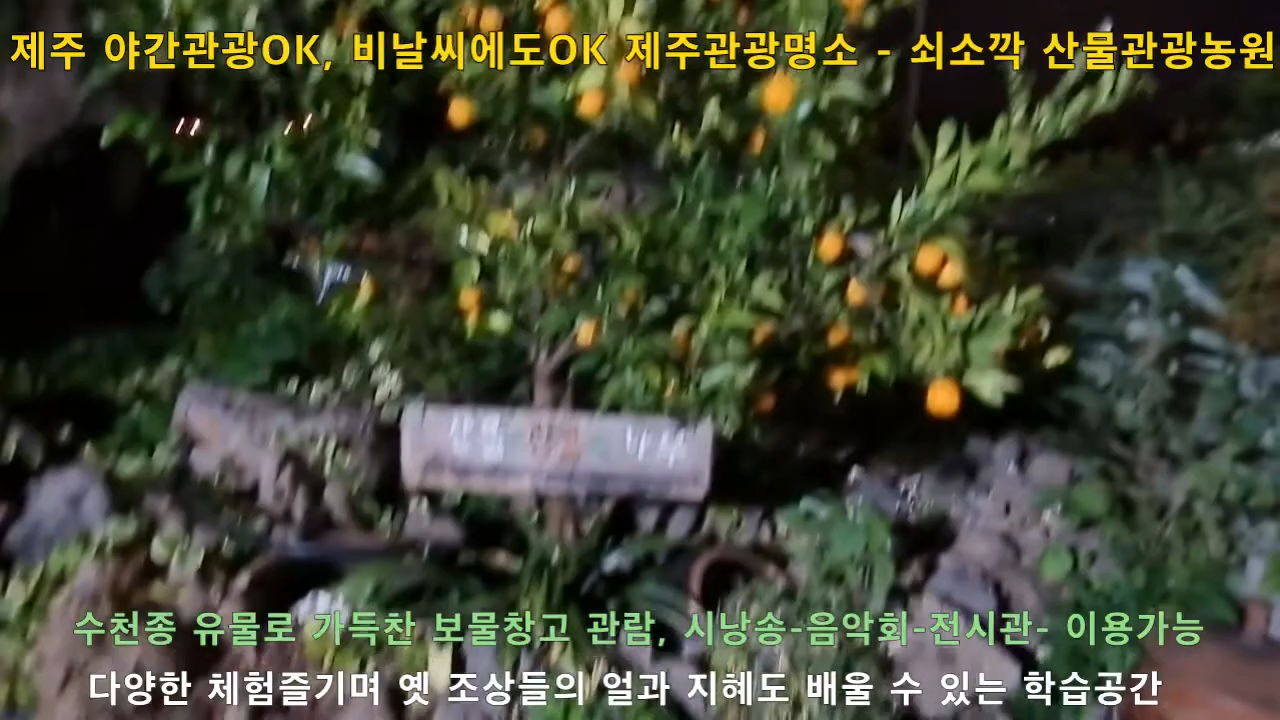 제주 야간관광OK, 비날씨에도OK 제주관광명소 - 쇠소깍 산물관광농원
수천종 유물로 가득찬 보물창고 관람, 시낭송-음악회-전시관- 이용가능
다양한 체험즐기며 옛 조상들의 얼과 지혜도 배울 수 있는 학습공간